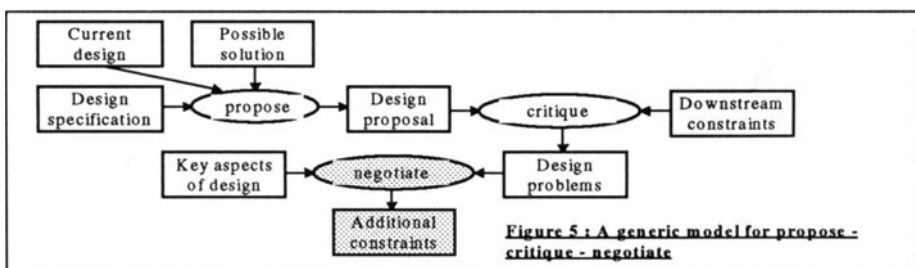 Current
design
Possible
solution
Design
specification
propose
Design
proposal
critique
Downstream
constraints
Key aspects
of design
negotiate
Design
problems
Additional
constraints
Figure 5 : A generic model for propose -
critique - negotiate